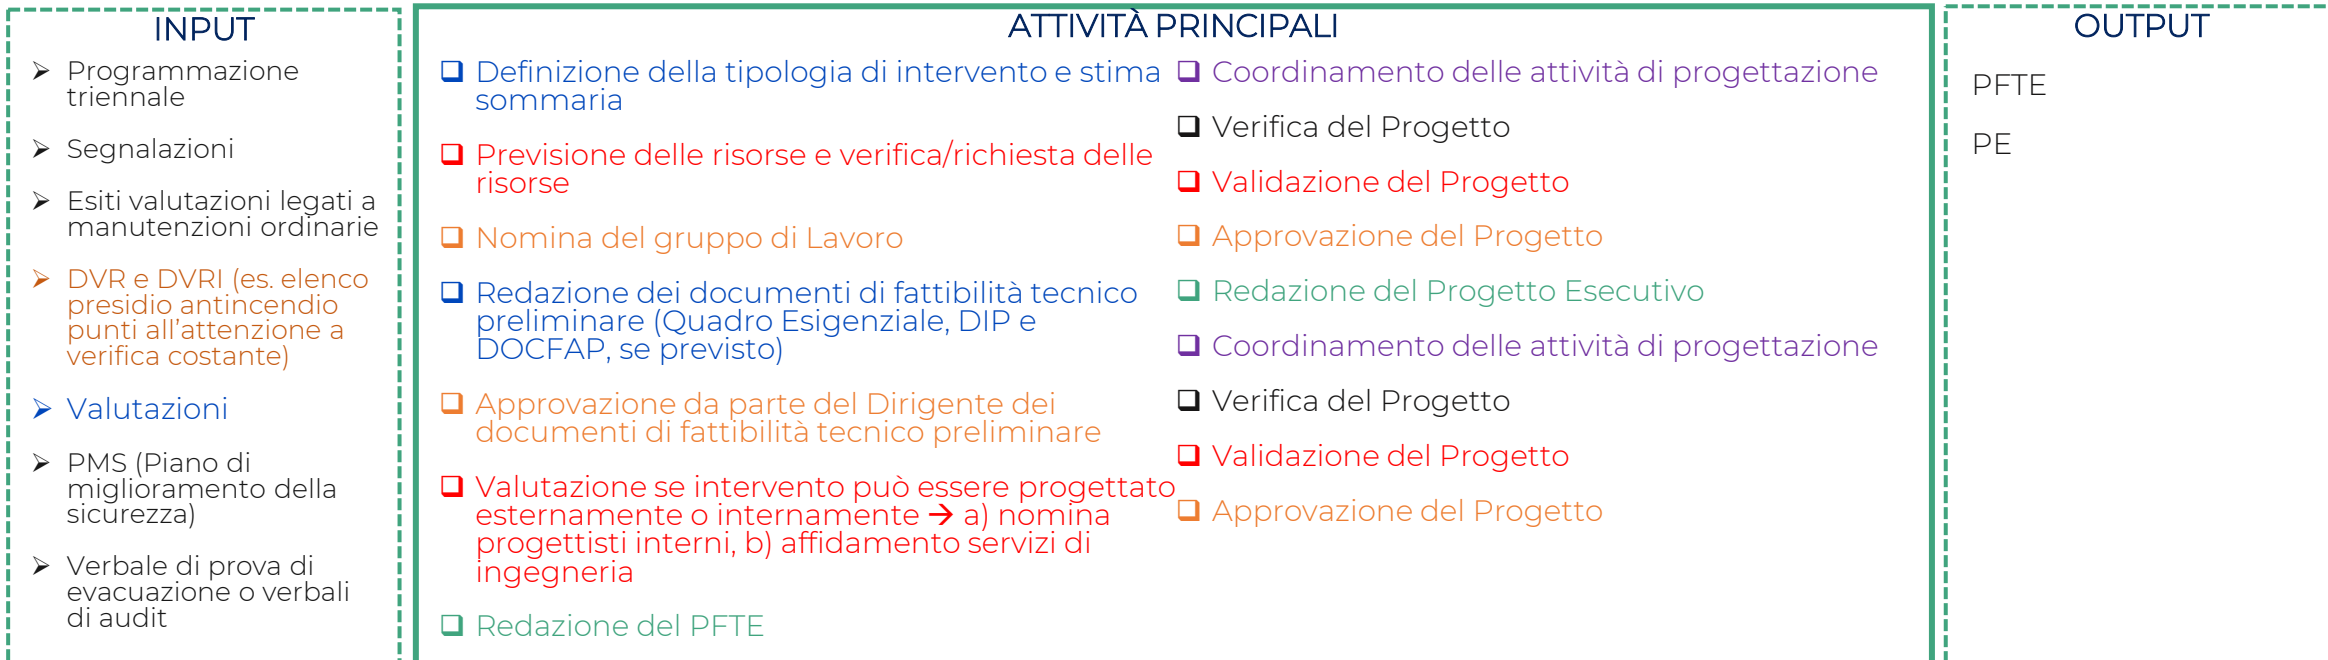 INPUT
➢ Programmazione
triennale
➢ Segnalazioni
➢ Esiti valutazioni legati a
manutenzioni ordinarie
➢ DVR e DVRI (es. elenco
presidio antincendio
punti all'attenzione a
verifica costante)
➢ Valutazioni
➢ PMS (Piano di
miglioramento della
sicurezza)
➢ Verbale di prova di
evacuazione o verbali
di audit
ATTIVITÀ PRINCIPALI
❑ Definizione della tipologia di intervento e stima
sommaria
❑ Previsione delle risorse e verifica/richiesta delle
risorse
❑ Nomina del gruppo di Lavoro
❑ Redazione dei documenti di fattibilità tecnico
preliminare (Quadro Esigenziale, DIP e
DOCFAP, se previsto)
❑ Approvazione da parte del Dirigente dei
documenti di fattibilità tecnico preliminare
❑ Valutazione se intervento può essere progettato
esternamente o internamente → a) nomina
progettisti interni, b) affidamento servizi di
ingegneria
❑ Redazione del PFTE
❑ Coordinamento delle attività di progettazione
❑ Verifica del Progetto
❑ Validazione del Progetto
❑ Approvazione del Progetto
❑ Redazione del Progetto Esecutivo
❑ Coordinamento delle attività di progettazione
❑ Verifica del Progetto
❑ Validazione del Progetto
❑ Approvazione del Progetto
OUTPUT
PFTE
PE